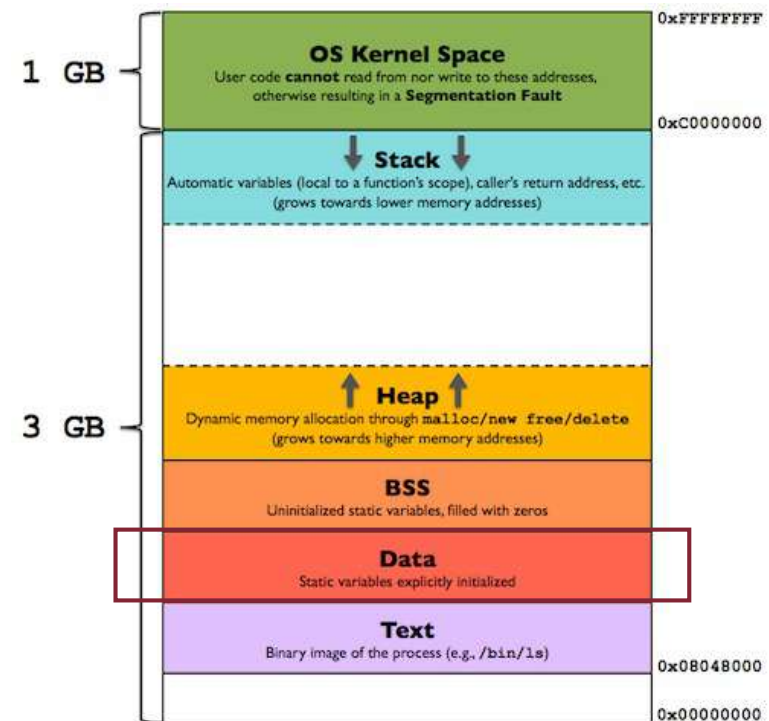 0xFFFFFFFF
1 GB
OS Kernel Space
User code cannot read from nor write to these addresses,
otherwise resulting in a Segmentation Fault
0xC0000000
Stack
Automatic variables (local to a function's scope), caller's return address, etc.
(grows towards lower memory addresses)
3 GB
Heap
Dynamic memory allocation through malloc/new free/delete
(grows towards higher memory addresses)
BSS
Uninitialized static variables, filled with zeros
Data
Static variables explicitly initialized
Text
Binary image of the process (e.g., /bin/ls)
0x08048000
0x00000000